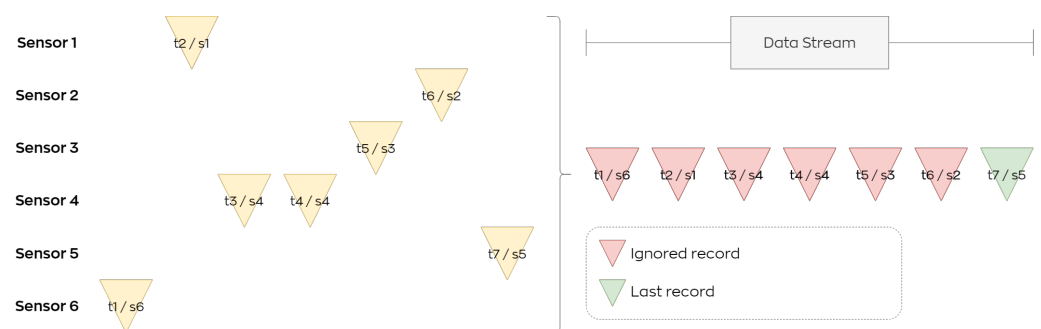 Sensor 1
t2 / s1
Data Stream
Sensor 2
t6 / s2
Sensor 3
t5 / s3
t1 / s6
t2 / s1
t3 / s4
t4 / s4
t5 / s3
t6 / s2
t7 / s5
Sensor 4
t3 / s4
t4 / s4
Sensor 5
t7 / s5
Ignored record
Last record
Sensor 6
t1 / s6